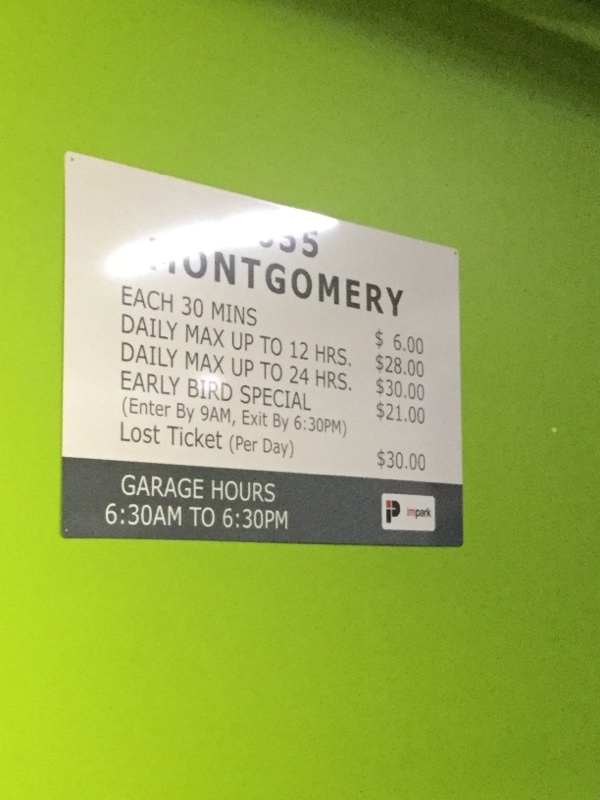 MONTGOMERY
EACH 30 MINS $ 6.00
DAILY MAX UP TO 12 HRS. $28.00
DAILY MAX UP TO 24 HRS. $30.00
EARLY BIRD SPECIAL $21.00
(Enter By 9AM, Exit By 6:30PM)
Lost Ticket (Per Day) $30.00
GARAGE HOURS
6:30AM TO 6:30PM
impark